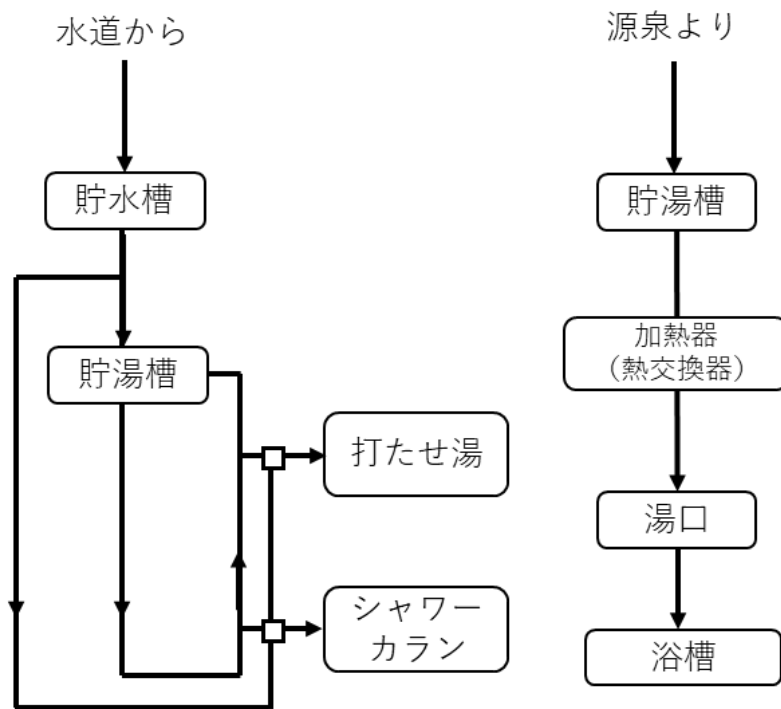 水道から
貯水槽
貯湯槽
打たせ湯
シャワー
カラン
源泉より
貯湯槽
加熱器
（熱交換器）
湯口
浴槽